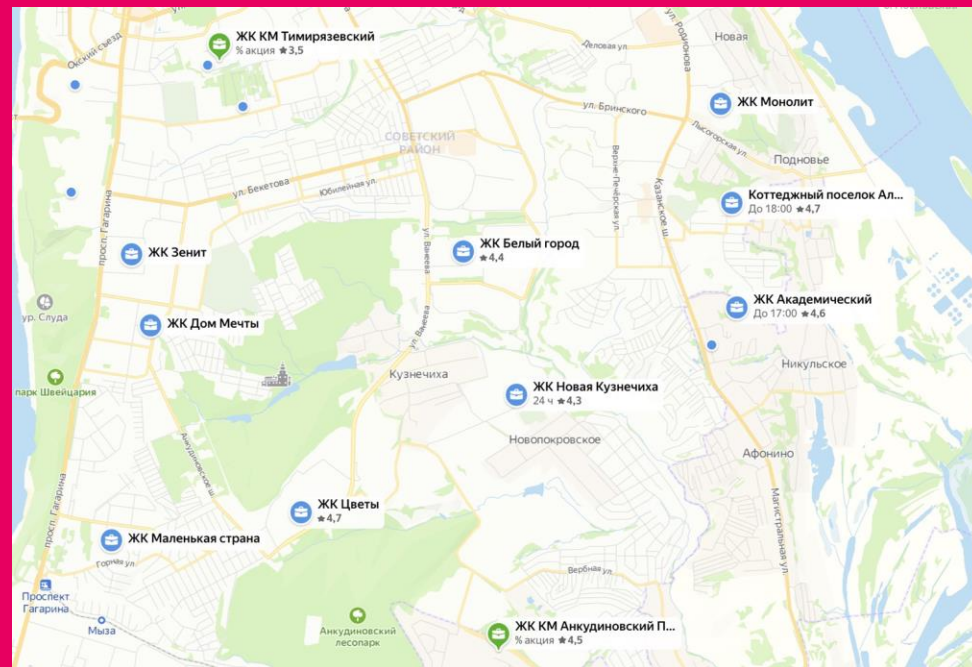 Окский съезд
ЖК КМ Тимирязевский
% акция ★3,5
Деловая ул.
ул. Родионова
Новая
ул. Бринского
ЖК Монолит
Лысогорская ул.
СОВЕТСКИЙ
РАЙОН
Подновье
ул. Бекетова
Юбилейная ул.
Верхне-Печёрская ул.
Казанское ш.
Коттеджный поселок Ал...
До 18:00 ★4,7
просп. Гагарина
ЖК Зенит
ул. Ванеева
ЖК Белый город
★4,4
ур. Слуда
ЖК Дом Мечты
ул. Ванеева
ЖК Академический
До 17:00 ★4,6
Никульское
парк Швейцария
Кузнечиха
ЖК Новая Кузнечиха
24 ч ★4,3
Новопокровское
Анкудиновское ш.
Афонино
просп. Гагарина
ЖК Цветы
★4,7
Магистральная ул.
ЖК Маленькая страна
Горная ул.
Вербная ул.
Проспект
Гагарина
Мыза
Анкудиновский
лесопарк
ЖК КМ Анкудиновский П...
% акция ★4,5